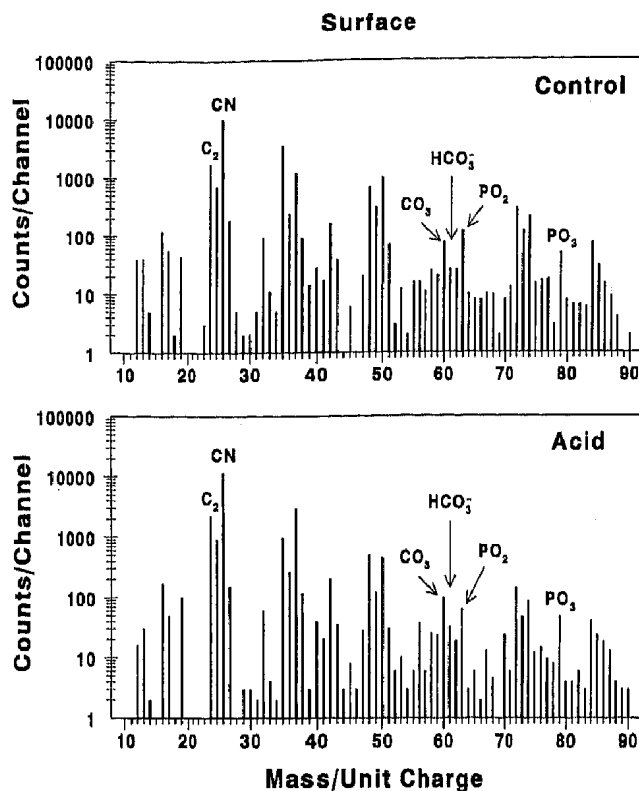 Surface
Control
Counts/Channel
100000
10000
1000
100
10
1
C₂
CN
CO₃
HCO₃⁻
PO₂
PO₃
10 20 30 40 50 60 70 80 90
Acid
Counts/Channel
100000
10000
1000
100
10
1
C₂
CN
CO₃
HCO₃⁻
PO₂
PO₃
10 20 30 40 50 60 70 80 90
Mass/Unit Charge